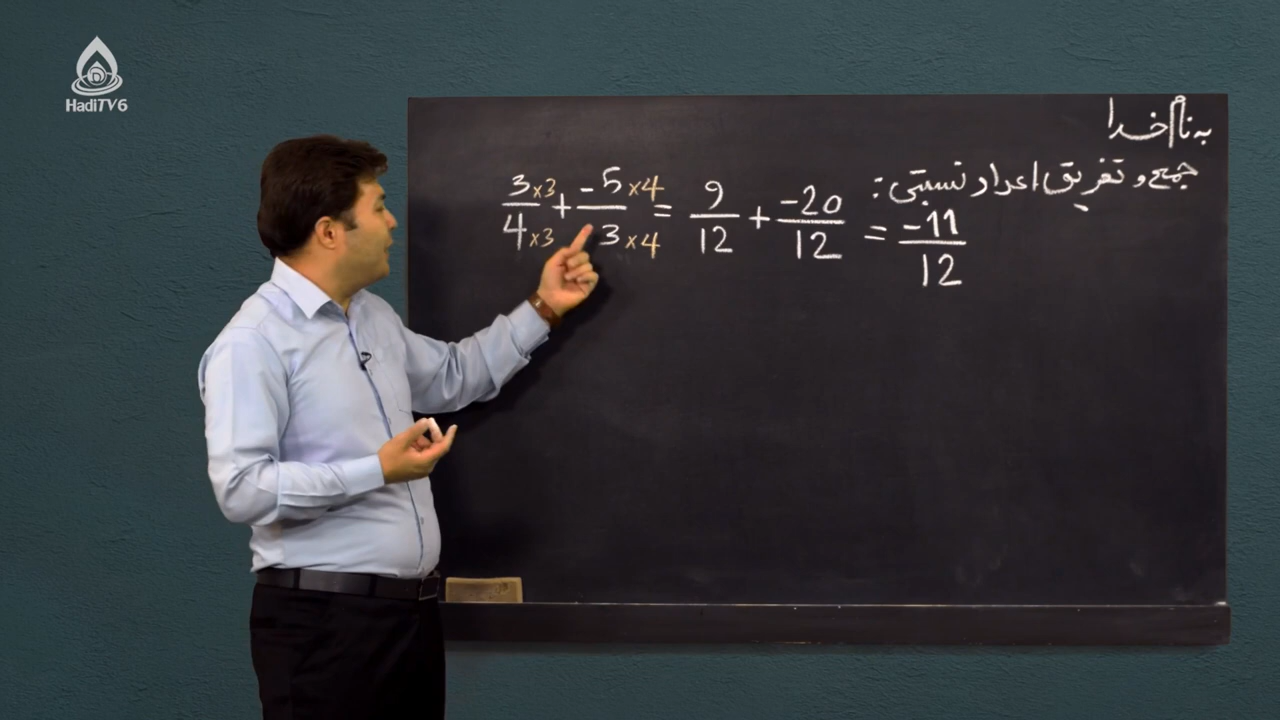 HadiTV6
به نام خدا
جمع و تفریق اعداد نسبتی :
3×3/4×3 + -5×4/3×4 = 9/12 + -20/12 = -11/12